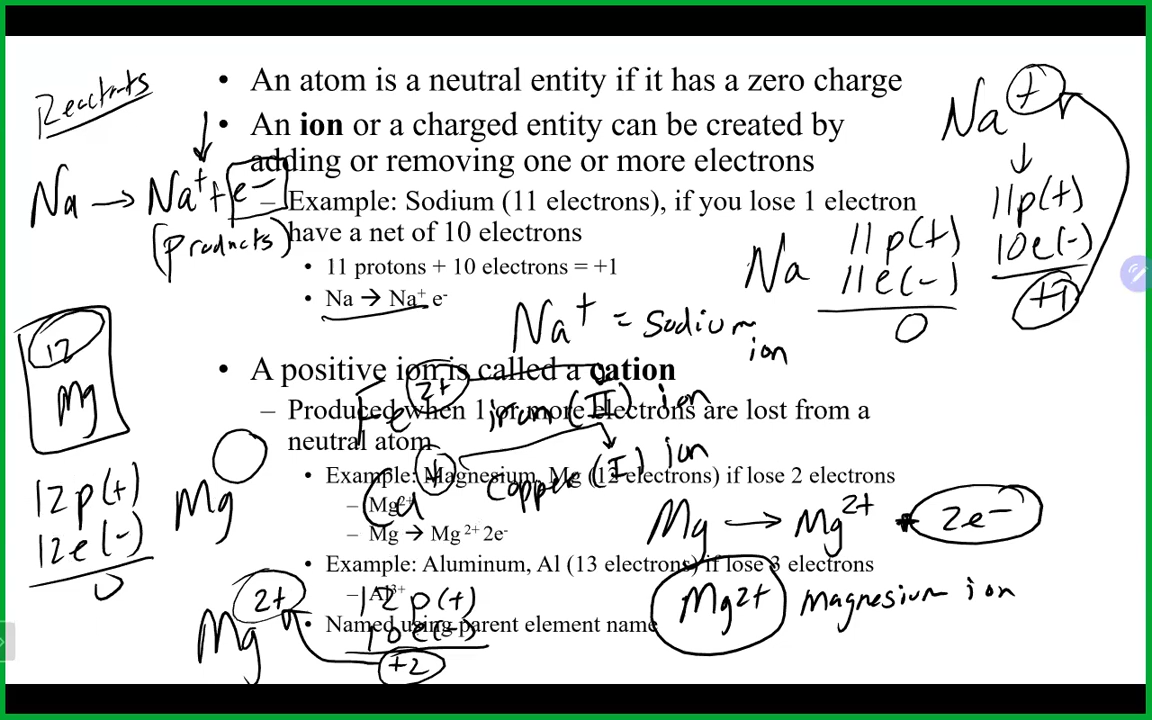 Reactants
• An atom is a neutral entity if it has a zero charge
• An ion or a charged entity can be created by
adding or removing one or more electrons
Na → Na⁺ + e⁻
(Products)
– Example: Sodium (11 electrons), if you lose 1 electron
have a net of 10 electrons
• 11 protons + 10 electrons = +1
• Na → Na⁺ e⁻
Na⁺
↓
11p(+)
10e(-)
+1
Na 11p(+)
11e(-)
0
Na⁺ = Sodium
ion
12
Mg
• A positive ion is called a cation
Fe²⁺ iron (II) ion
– Produced when 1 or more electrons are lost from a
neutral atom
Cu⁺ copper (I) ion
• Example: Magnesium, Mg (12 electrons) if lose 2 electrons
– Mg²⁺
• Mg → Mg ²⁺ 2e⁻
12p(+) Mg
12e(-)
0
Mg → Mg²⁺ + 2e⁻
• Example: Aluminum, Al (13 electrons) if lose 3 electrons
– Al³⁺
• Named using parent element name
Mg2+ magnesium ion
Mg²⁺
12p(+)
10e(-)
+2